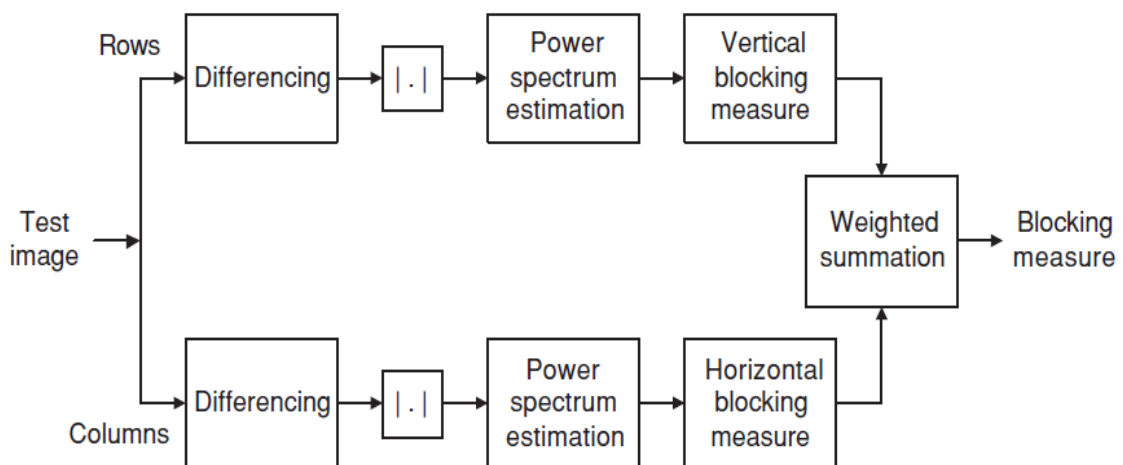 Rows
Differencing
|.|
Power
spectrum
estimation
Vertical
blocking
measure
Test
image
Weighted
summation
Blocking
measure
Columns
Differencing
|.|
Power
spectrum
estimation
Horizontal
blocking
measure